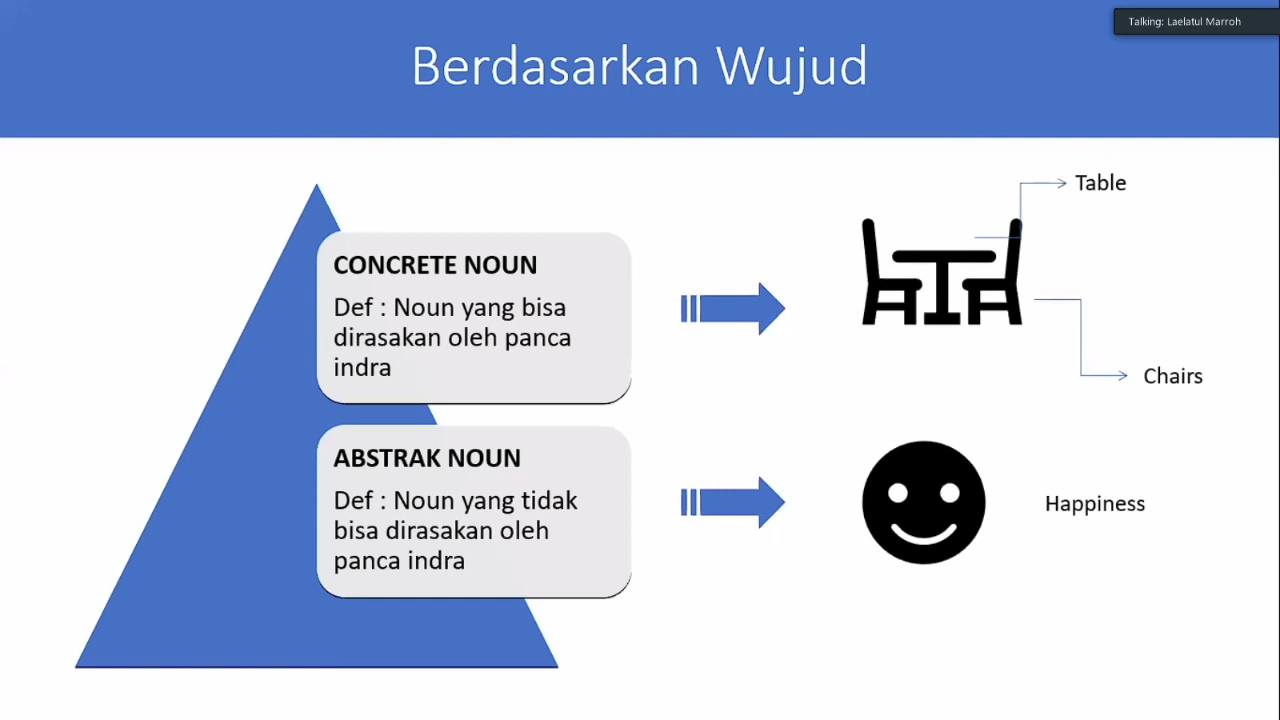 Talking: Laelatul Marroh
Berdasarkan Wujud
CONCRETE NOUN
Def : Noun yang bisa
dirasakan oleh panca
indra
Table
Chairs
ABSTRAK NOUN
Def : Noun yang tidak
bisa dirasakan oleh
panca indra
Happiness